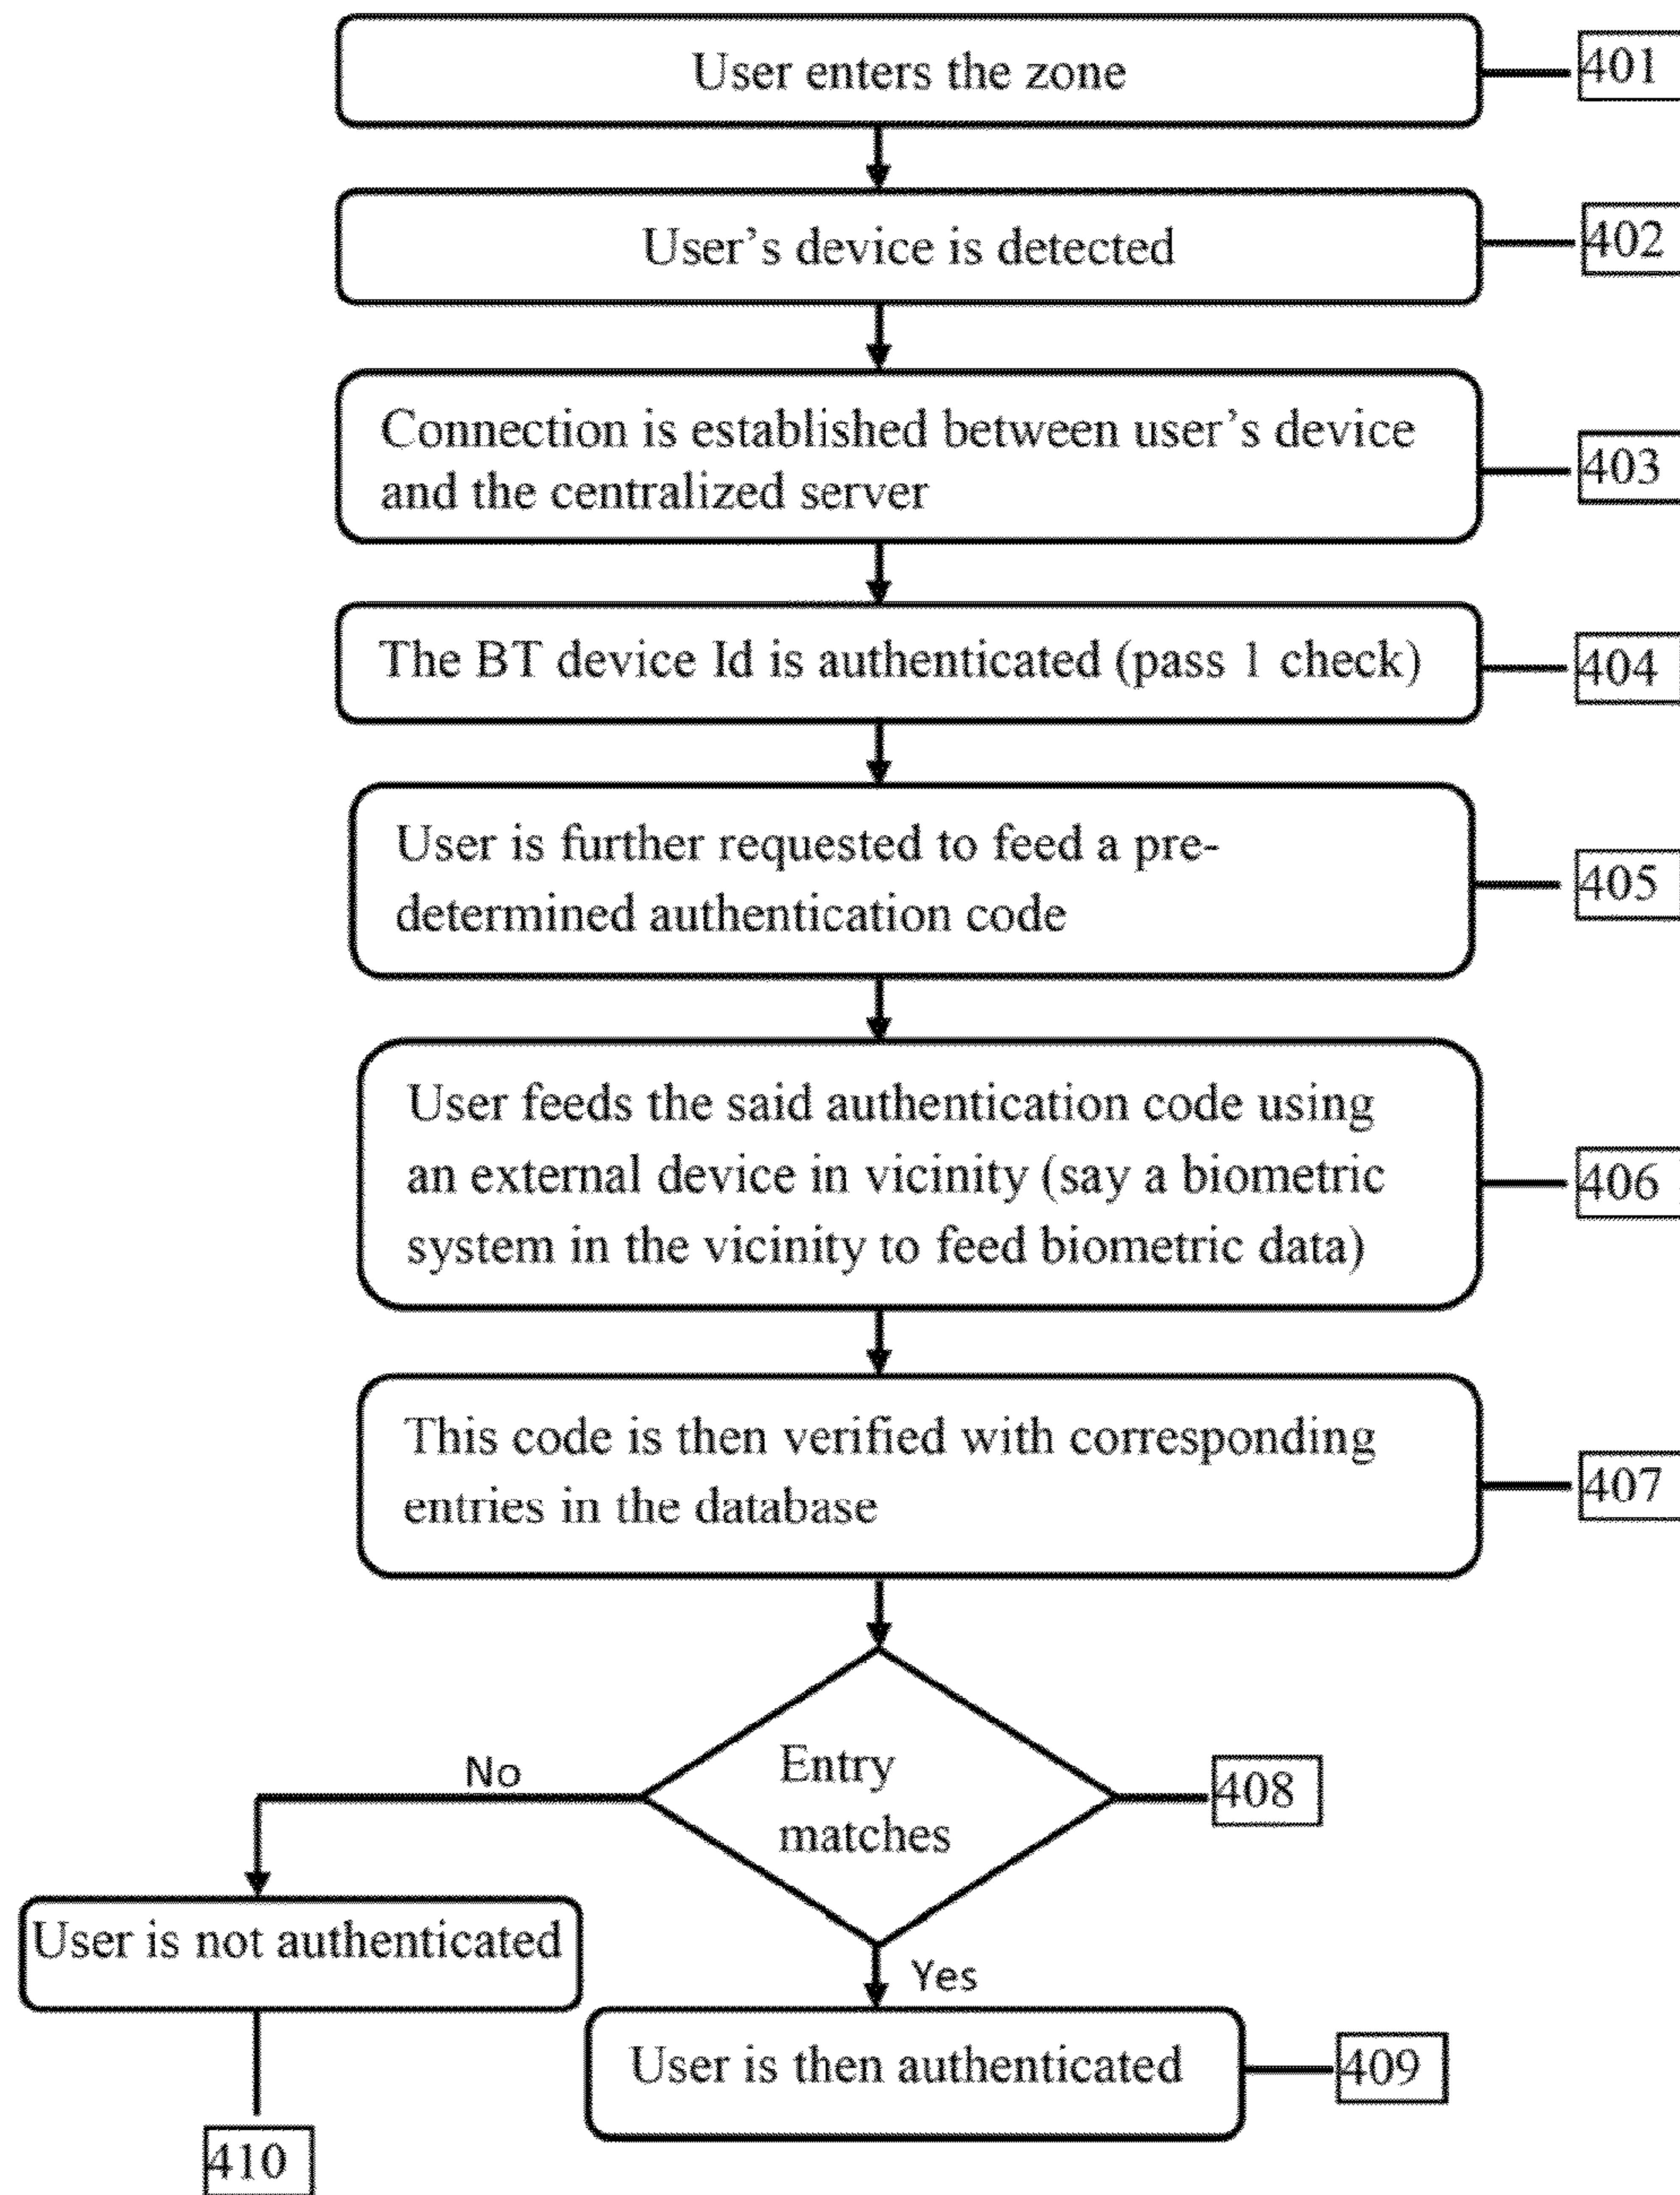 User enters the zone
401
User's device is detected
402
Connection is established between user's device
and the centralized server
403
The BT device Id is authenticated (pass 1 check)
404
User is further requested to feed a pre-
determined authentication code
405
User feeds the said authentication code using
an external device in vicinity (say a biometric
system in the vicinity to feed biometric data)
406
This code is then verified with corresponding
entries in the database
407
Entry
matches
408
No
Yes
User is not authenticated
User is then authenticated
409
410